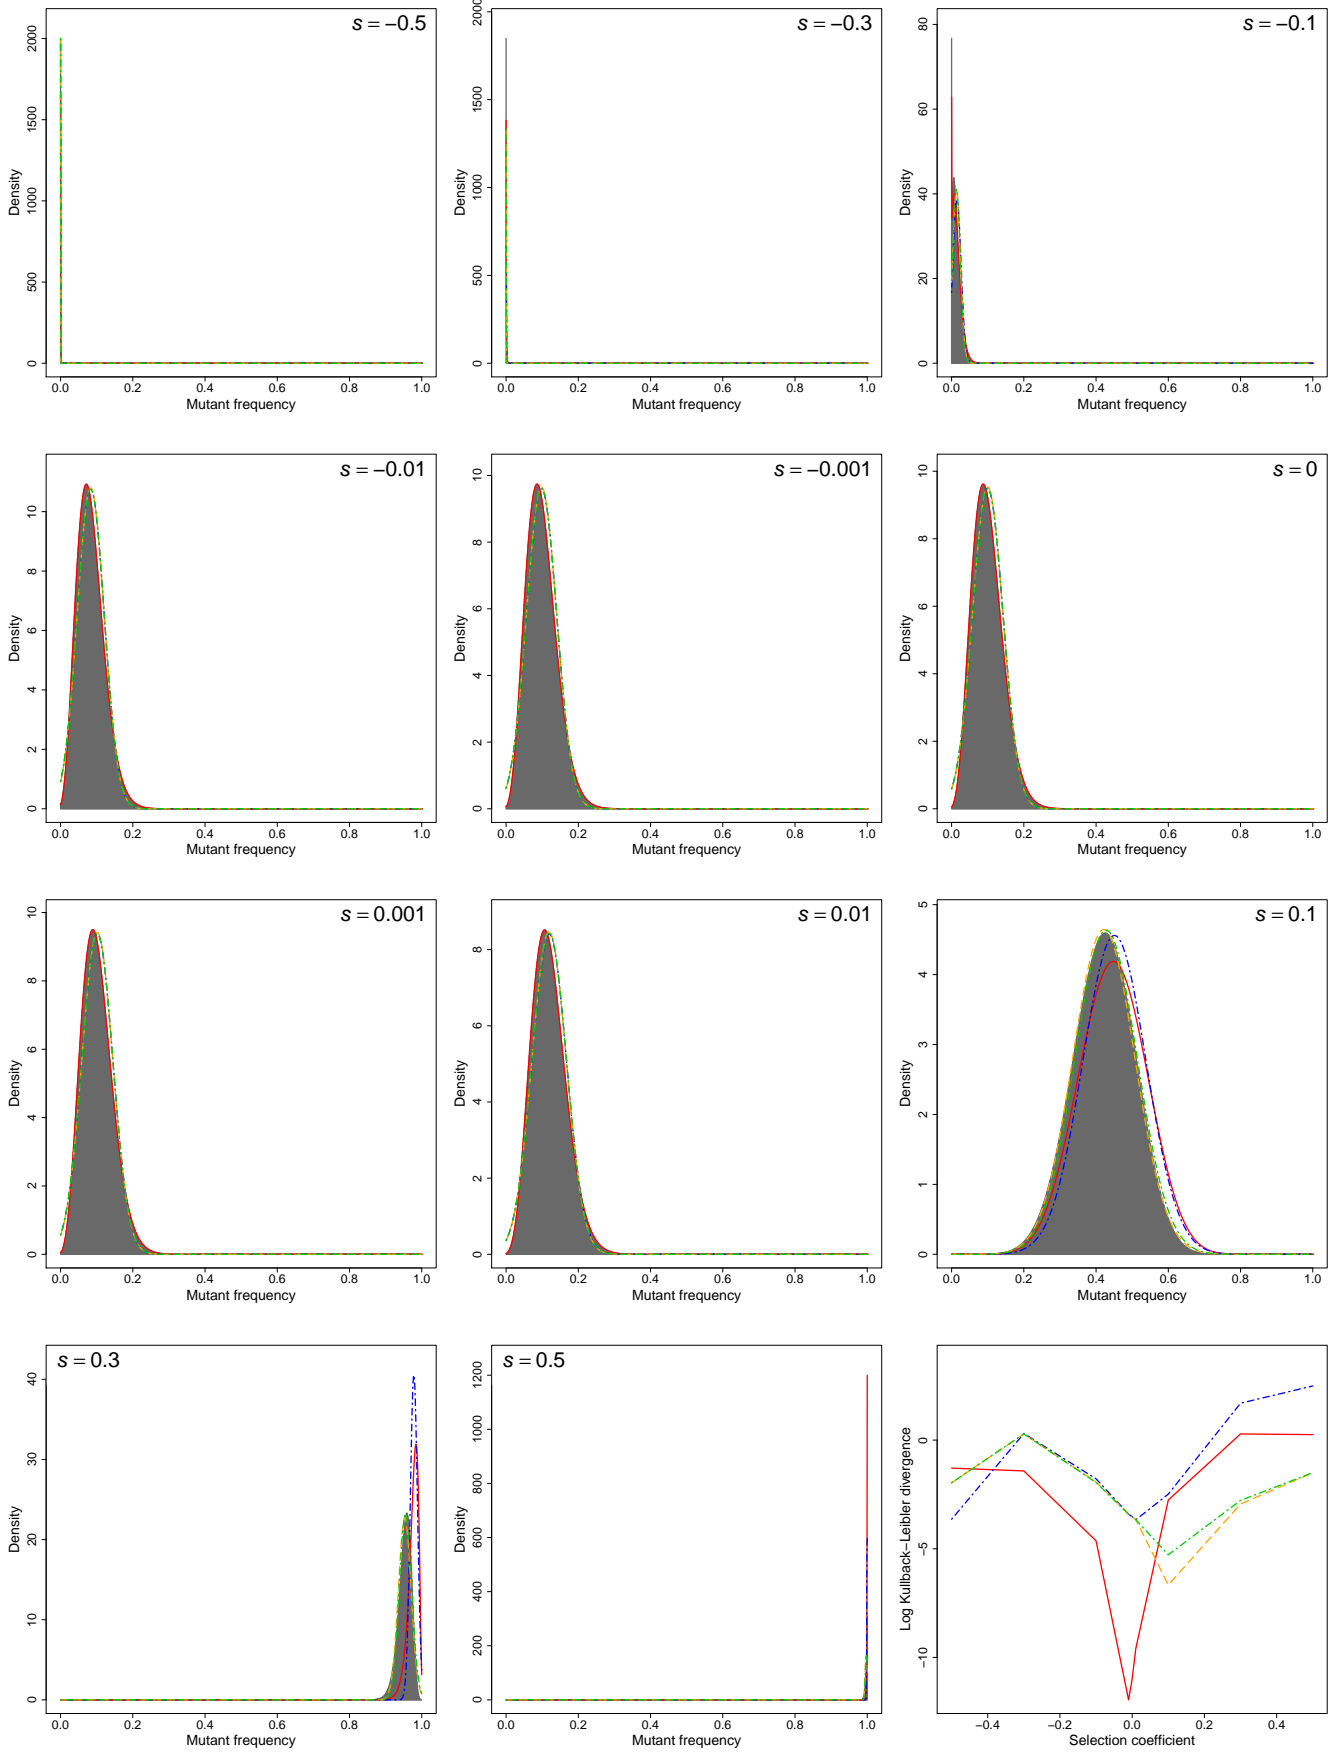 s = −0.5
Density
0 500 1000 1500 2000
0.0 0.2 0.4 0.6 0.8 1.0
Mutant frequency
s = −0.3
Density
0 500 1000 1500 2000
0.0 0.2 0.4 0.6 0.8 1.0
Mutant frequency
s = −0.1
Density
0 20 40 60 80
0.0 0.2 0.4 0.6 0.8 1.0
Mutant frequency
s = −0.01
Density
0 2 4 6 8 10
0.0 0.2 0.4 0.6 0.8 1.0
Mutant frequency
s = −0.001
Density
0 2 4 6 8 10
0.0 0.2 0.4 0.6 0.8 1.0
Mutant frequency
s = 0
Density
0 2 4 6 8 10
0.0 0.2 0.4 0.6 0.8 1.0
Mutant frequency
s = 0.001
Density
0 2 4 6 8 10
0.0 0.2 0.4 0.6 0.8 1.0
Mutant frequency
s = 0.01
Density
0 2 4 6 8
0.0 0.2 0.4 0.6 0.8 1.0
Mutant frequency
s = 0.1
Density
0 1 2 3 4 5
0.0 0.2 0.4 0.6 0.8 1.0
Mutant frequency
s = 0.3
Density
0 10 20 30 40
0.0 0.2 0.4 0.6 0.8 1.0
Mutant frequency
s = 0.5
Density
0 200 400 600 800 1000 1200
0.0 0.2 0.4 0.6 0.8 1.0
Mutant frequency
Log Kullback−Leibler divergence
−10 −5 0
−0.4 −0.2 0.0 0.2 0.4
Selection coefficient